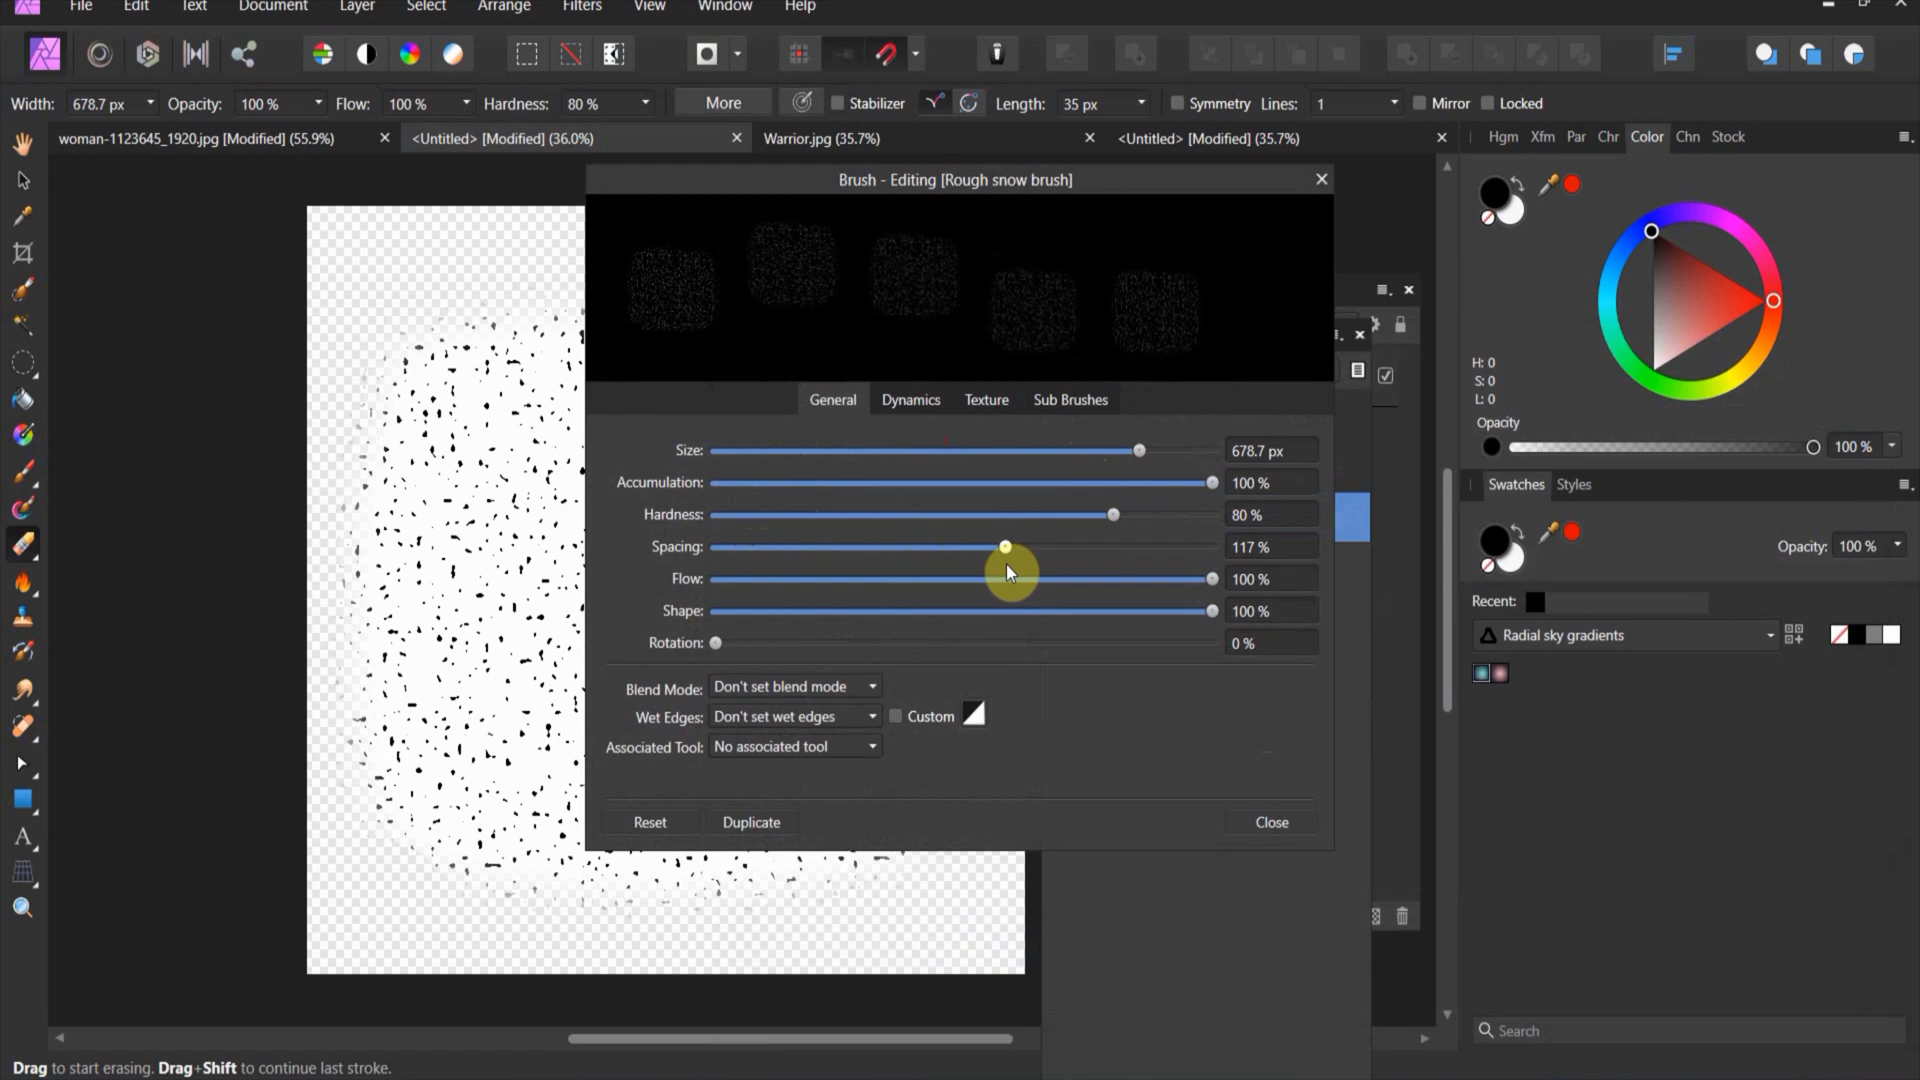 File Edit Text Document Layer Select Arrange Filters View Window Help
Width: 678.7 px Opacity: 100 % Flow: 100 % Hardness: 80 % More Stabilizer Length: 35 px Symmetry Lines: 1 Mirror Locked
woman-1123645_1920.jpg [Modified] (55.9%) <Untitled> [Modified] (36.0%) Warrior.jpg (35.7%) <Untitled> [Modified] (35.7%)
Hgm Xfm Par Chr Color Chn Stock
Brush - Editing [Rough snow brush]
H: 0
S: 0
L: 0
Opacity
100 %
General Dynamics Texture Sub Brushes
Size: 678.7 px
Accumulation: 100 %
Hardness: 80 %
Spacing: 117 %
Flow: 100 %
Shape: 100 %
Rotation: 0 %
Blend Mode: Don't set blend mode
Wet Edges: Don't set wet edges Custom
Associated Tool: No associated tool
Reset Duplicate Close
Swatches Styles
Opacity: 100 %
Recent:
Radial sky gradients
Search
Drag to start erasing. Drag+Shift to continue last stroke.